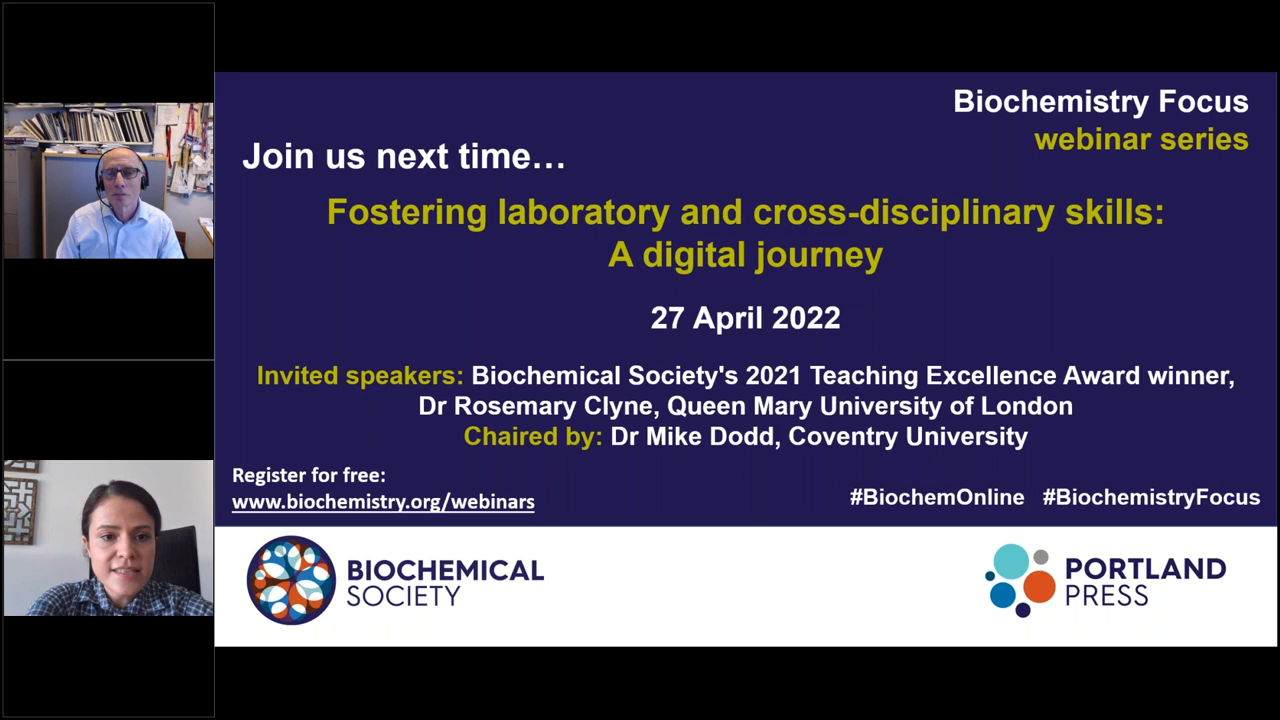 Biochemistry Focus
webinar series
Join us next time…
Fostering laboratory and cross-disciplinary skills:
A digital journey
27 April 2022
Invited speakers: Biochemical Society's 2021 Teaching Excellence Award winner,
Dr Rosemary Clyne, Queen Mary University of London
Chaired by: Dr Mike Dodd, Coventry University
Register for free:
www.biochemistry.org/webinars
#BiochemOnline #BiochemistryFocus
BIOCHEMICAL
SOCIETY
PORTLAND
PRESS